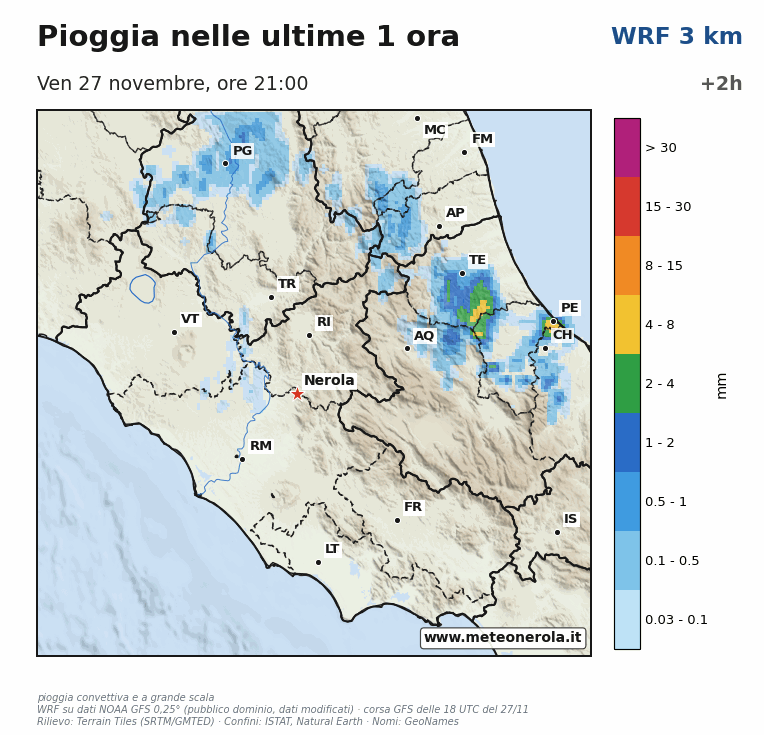 Pioggia nelle ultime 1 ora
WRF 3 km
Ven 27 novembre, ore 21:00
+2h
MC
FM
PG
AP
TE
TR
PE
VT
RI
AQ
CH
Nerola
RM
FR
IS
LT
www.meteonerola.it
> 30
15 - 30
8 - 15
4 - 8
2 - 4
1 - 2
0.5 - 1
0.1 - 0.5
0.03 - 0.1
mm
pioggia convettiva e a grande scala
WRF su dati NOAA GFS 0,25° (pubblico dominio, dati modificati) · corsa GFS delle 18 UTC del 27/11
Rilievo: Terrain Tiles (SRTM/GMTED) · Confini: ISTAT, Natural Earth · Nomi: GeoNames